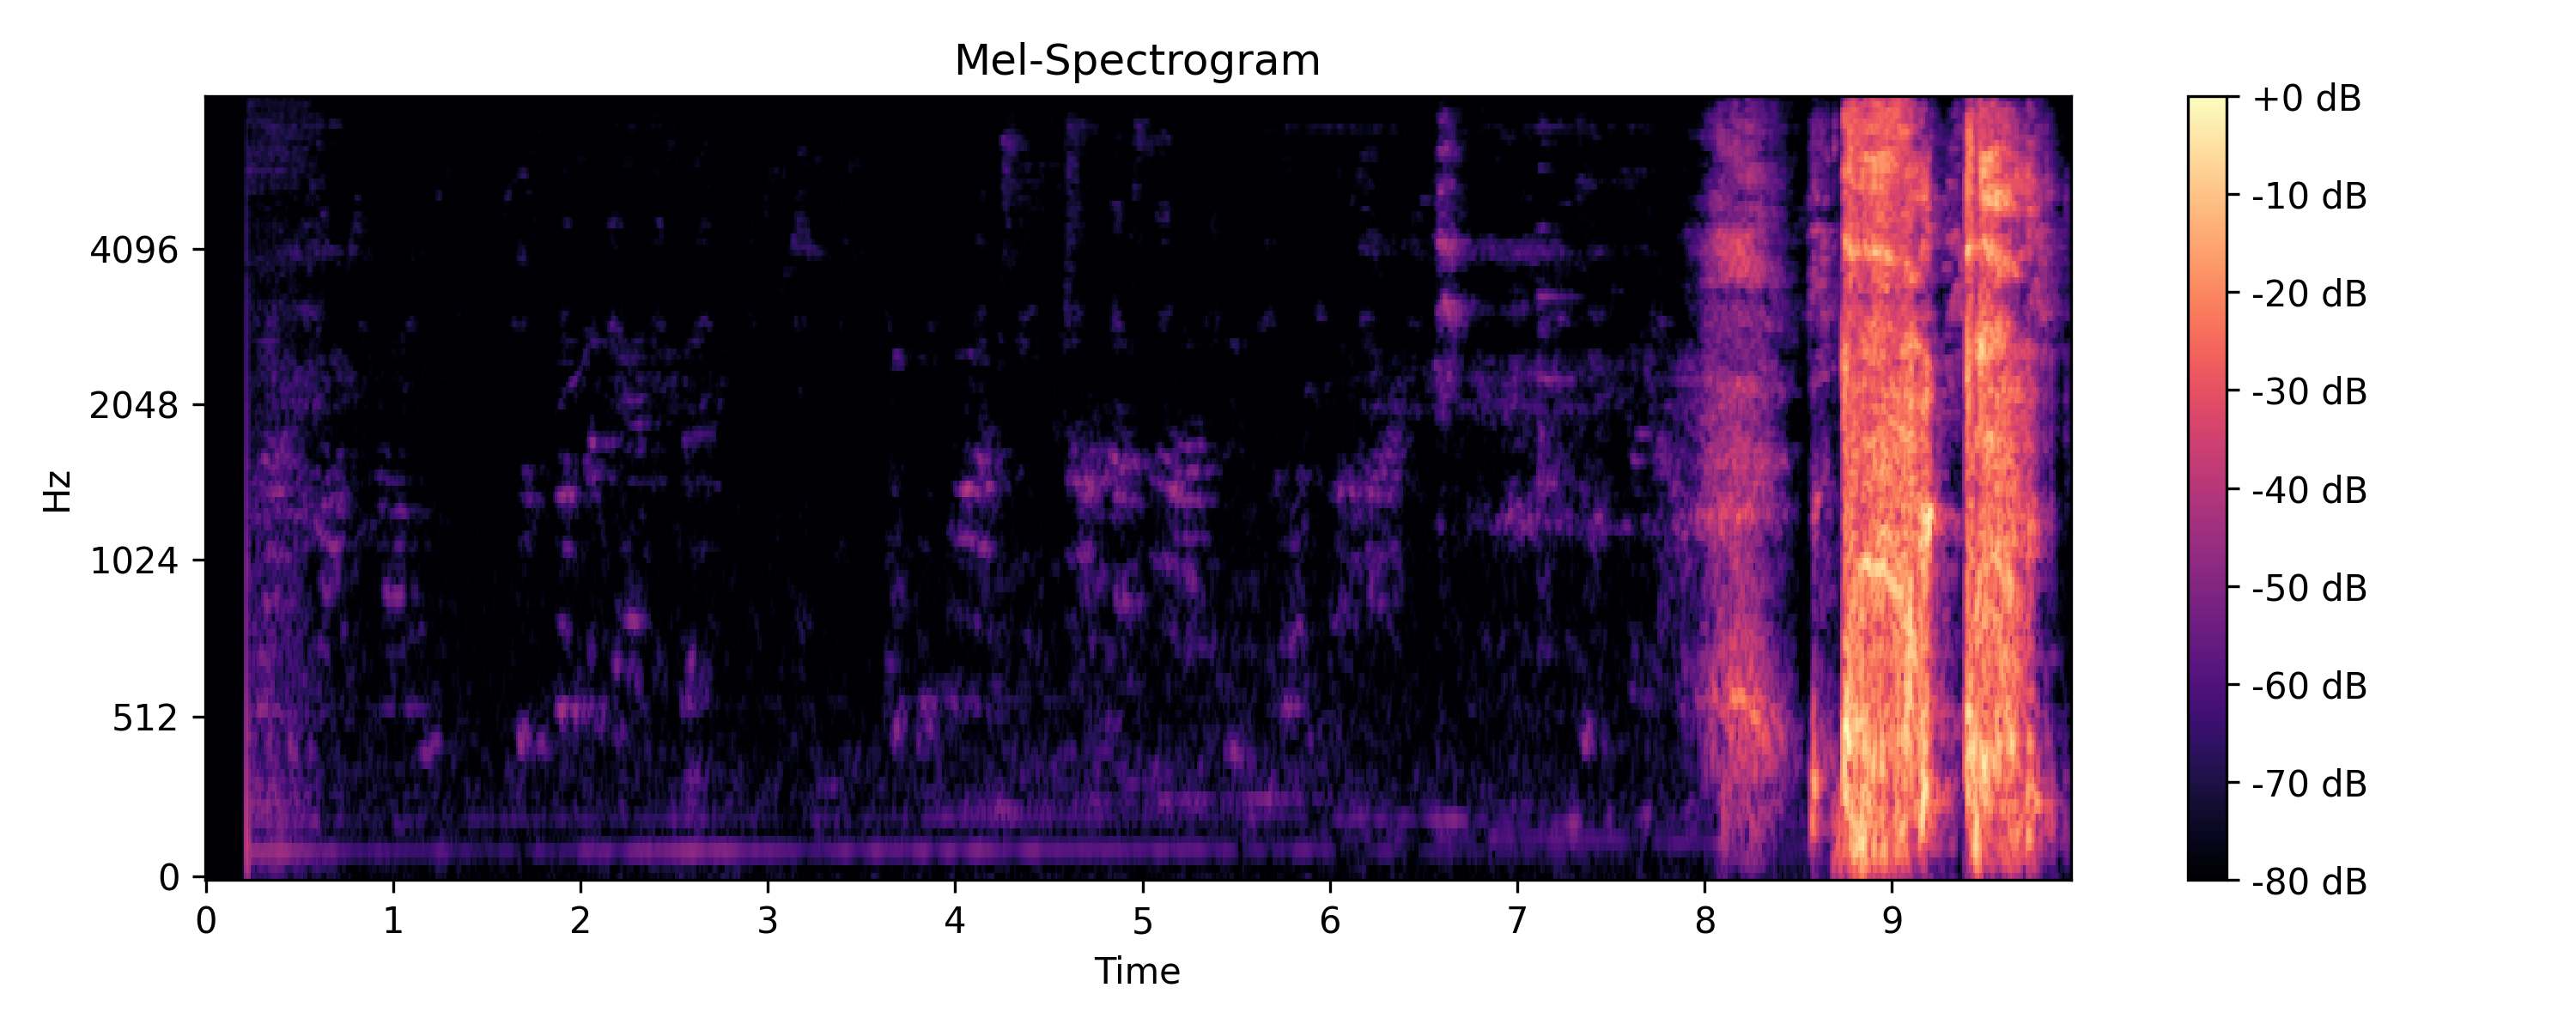 Mel-Spectrogram
+0 dB
-10 dB
-20 dB
-30 dB
-40 dB
-50 dB
-60 dB
-70 dB
-80 dB
4096
2048
1024
512
0
Hz
0 1 2 3 4 5 6 7 8 9
Time